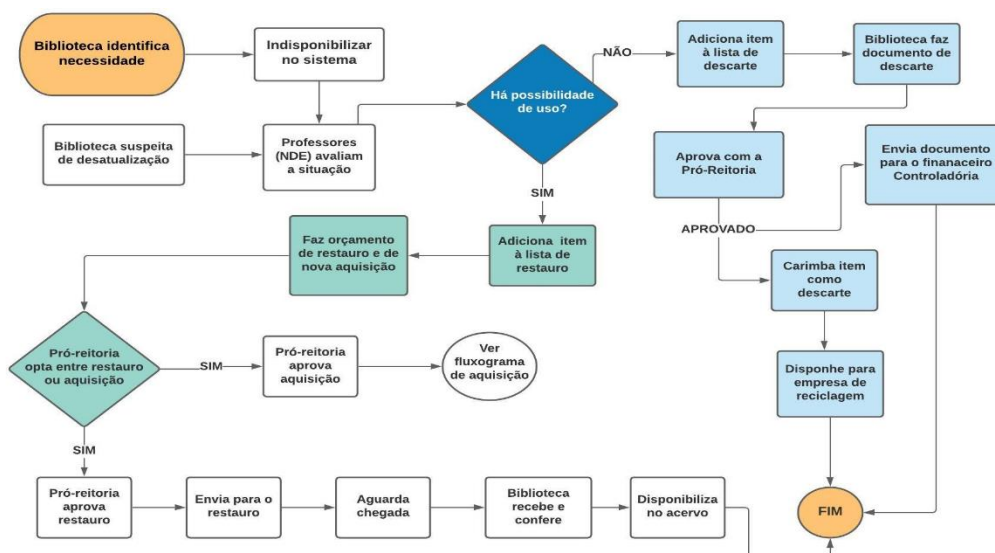 Biblioteca identifica
necessidade
Indisponibilizar
no sistema
Biblioteca suspeita
de desatualização
Professores
(NDE) avaliam
a situação
Há possibilidade
de uso?
NÃO
Adiciona item
à lista de
descarte
Biblioteca faz
documento de
descarte
Aprova com a
Pró-Reitoria
Envia documento
para o finanaceiro
Controladória
APROVADO
Carimba item
como
descarte
Disponhe para
empresa de
reciclagem
SIM
Adiciona item
à lista de
restauro
Faz orçamento
de restauro e de
nova aquisição
Pró-reitoria
opta entre restauro
ou aquisição
SIM
Pró-reitoria
aprova
aquisição
Ver
fluxograma
de aquisição
SIM
Pró-reitoria
aprova
restauro
Envia para o
restauro
Aguarda
chegada
Biblioteca
recebe e
confere
Disponibiliza
no acervo
FIM